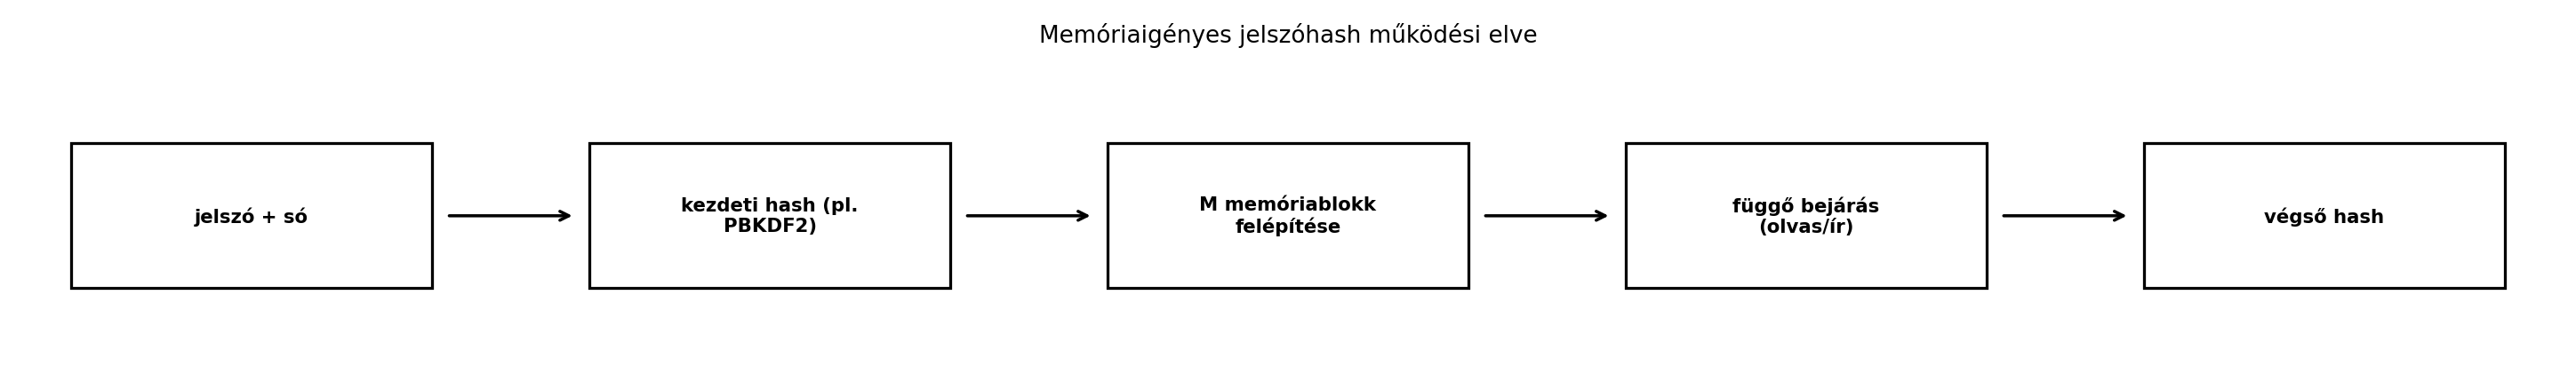 Memóriaigényes jelszóhash működési elve
jelszó + só
kezdeti hash (pl.
PBKDF2)
M memóriablokk
felépítése
függő bejárás
(olvas/ír)
végső hash